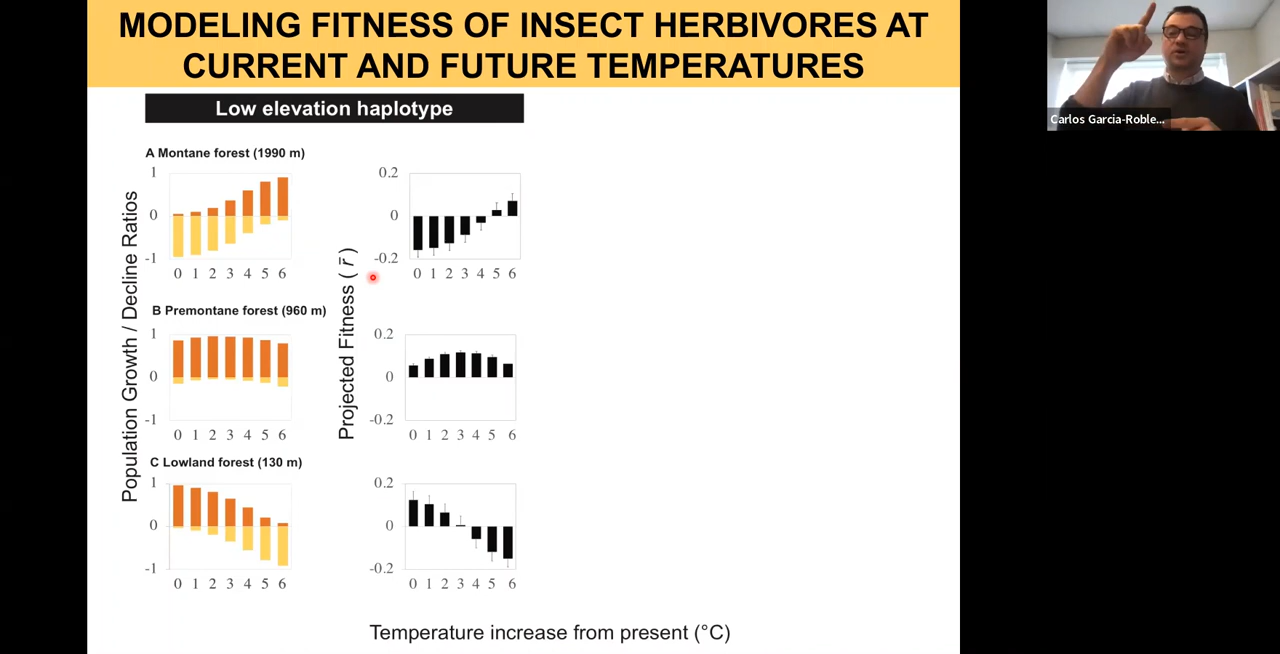 MODELING FITNESS OF INSECT HERBIVORES AT
CURRENT AND FUTURE TEMPERATURES
Carlos Garcia-Roble...
Low elevation haplotype
Population Growth / Decline Ratios
Projected Fitness ( r̄ )
A Montane forest (1990 m)
1
0
-1
0 1 2 3 4 5 6
0.2
0
-0.2
0 1 2 3 4 5 6
B Premontane forest (960 m)
1
0
-1
0 1 2 3 4 5 6
0.2
0
-0.2
0 1 2 3 4 5 6
C Lowland forest (130 m)
1
0
-1
0 1 2 3 4 5 6
0.2
0
-0.2
0 1 2 3 4 5 6
Temperature increase from present (°C)